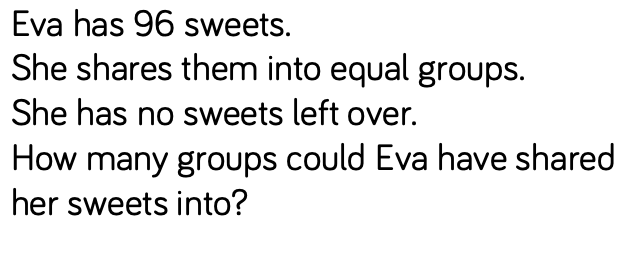 Eva has 96 sweets.
She shares them into equal groups.
She has no sweets left over.
How many groups could Eva have shared
her sweets into?